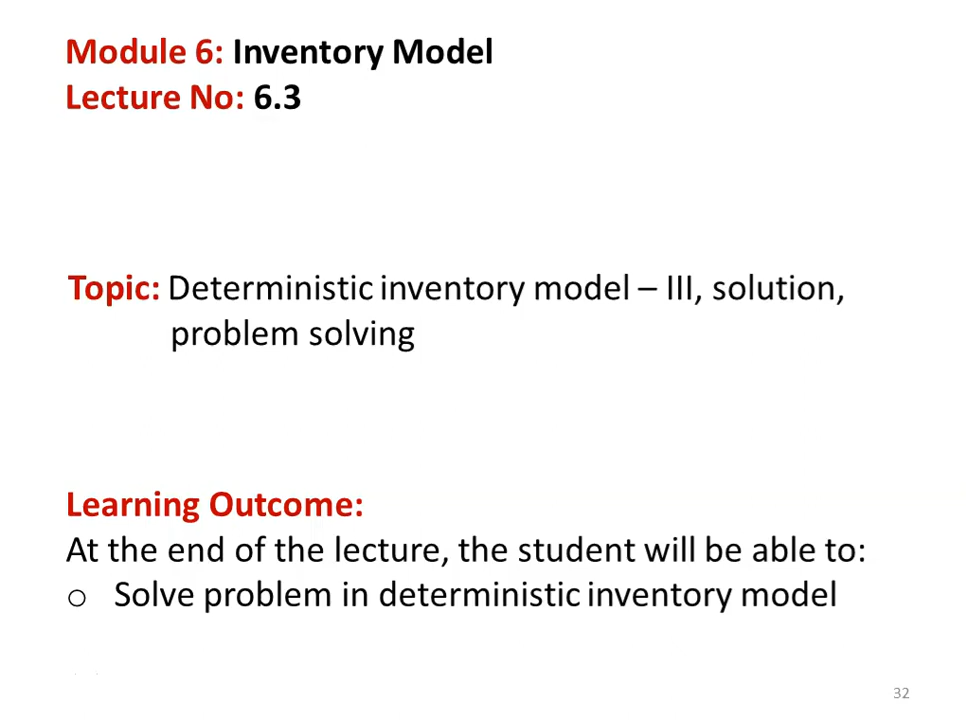 Module 6: Inventory Model
Lecture No: 6.3
Topic: Deterministic inventory model – III, solution,
problem solving
Learning Outcome:
At the end of the lecture, the student will be able to:
o Solve problem in deterministic inventory model
32